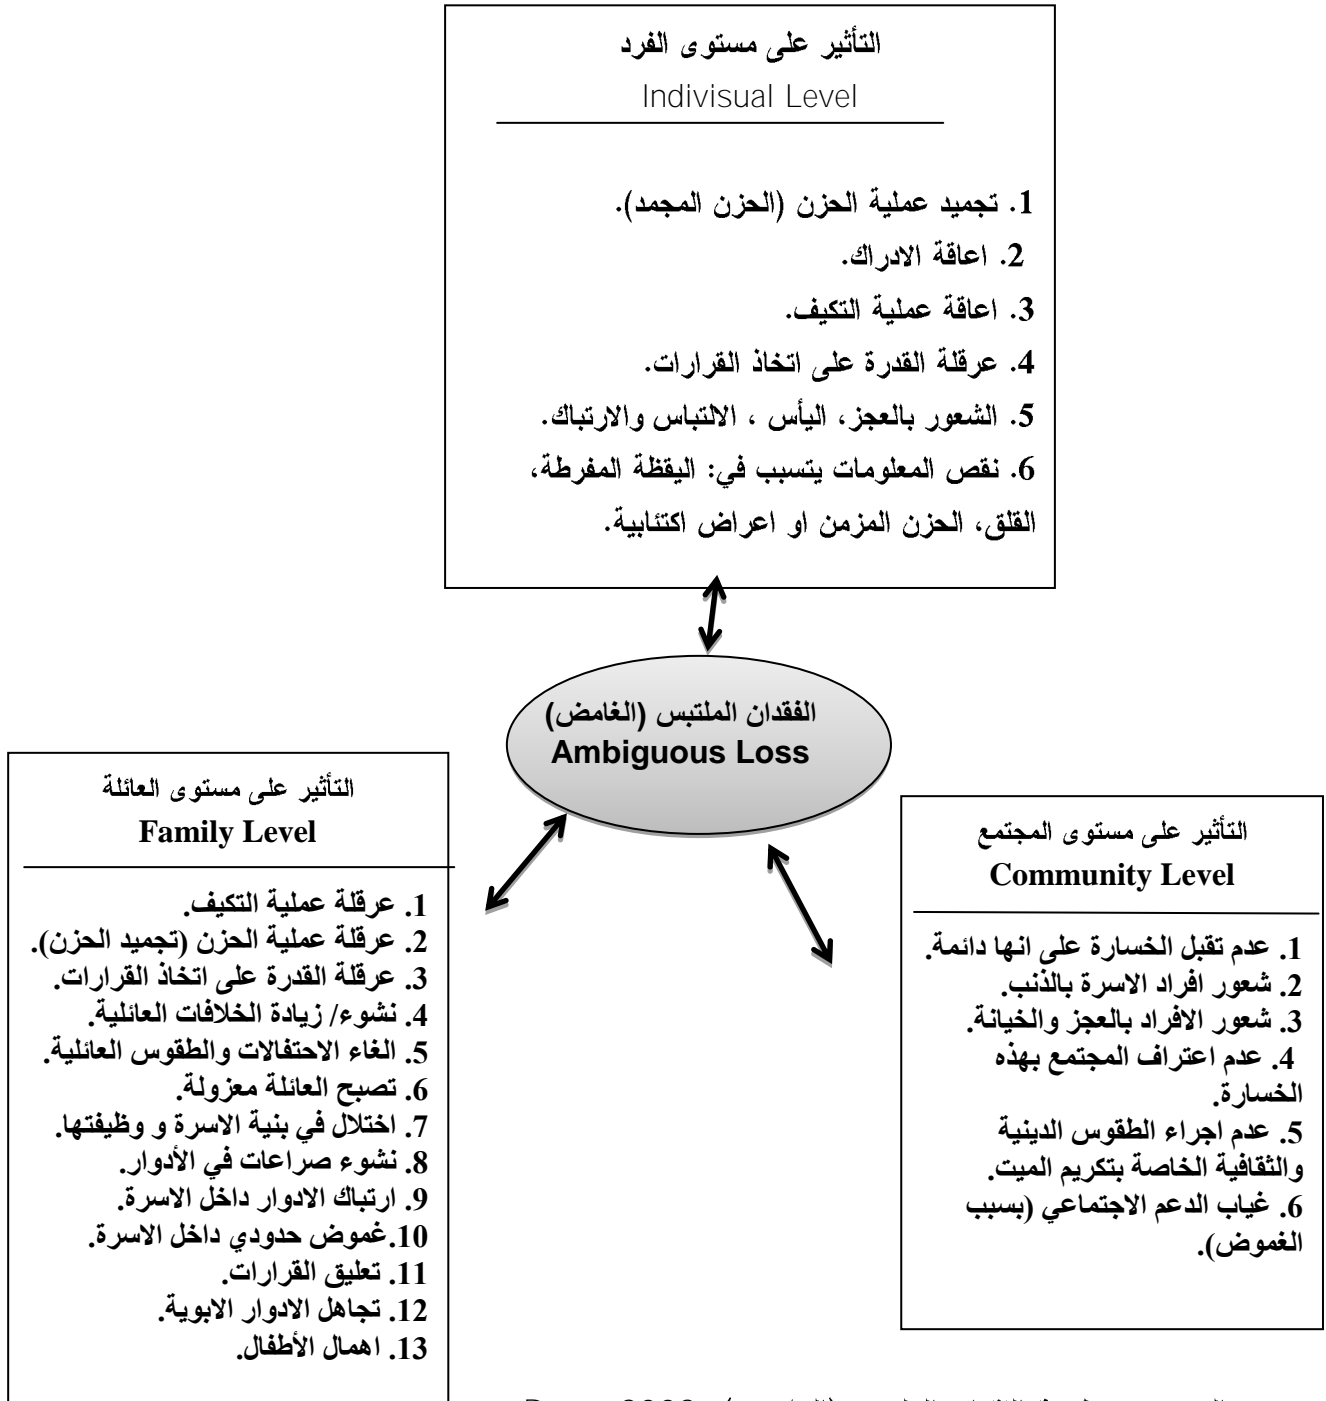 التأثير على مستوى الفرد
Indivisual Level
1. تجميد عملية الحزن (الحزن المجمد).
2. اعاقة الادراك.
3. اعاقة عملية التكيف.
4. عرقلة القدرة على اتخاذ القرارات.
5. الشعور بالعجز، اليأس ، الالتباس والارتباك.
6. نقص المعلومات يتسبب في: اليقظة المفرطة،
القلق، الحزن المزمن او اعراض اكتئابية.
الفقدان الملتبس (الغامض)
Ambiguous Loss
التأثير على مستوى المجتمع
Community Level
1. عدم تقبل الخسارة على انها دائمة.
2. شعور افراد الاسرة بالذنب.
3. شعور الافراد بالعجز والخيانة.
4. عدم اعتراف المجتمع بهذه
الخسارة.
5. عدم اجراء الطقوس الدينية
والثقافية الخاصة بتكريم الميت.
6. غياب الدعم الاجتماعي (بسبب
الغموض).
التأثير على مستوى العائلة
Family Level
1. عرقلة عملية التكيف.
2. عرقلة عملية الحزن (تجميد الحزن).
3. عرقلة القدرة على اتخاذ القرارات.
4. نشوء/ زيادة الخلافات العائلية.
5. الغاء الاحتفالات والطقوس العائلية.
6. تصبح العائلة معزولة.
7. اختلال في بنية الاسرة و وظيفتها.
8. نشوء صراعات في الأدوار.
9. ارتباك الادوار داخل الاسرة.
10.غموض حدودي داخل الاسرة.
11. تعليق القرارات.
12. تجاهل الادوار الابوية.
13. اهمال الأطفال.